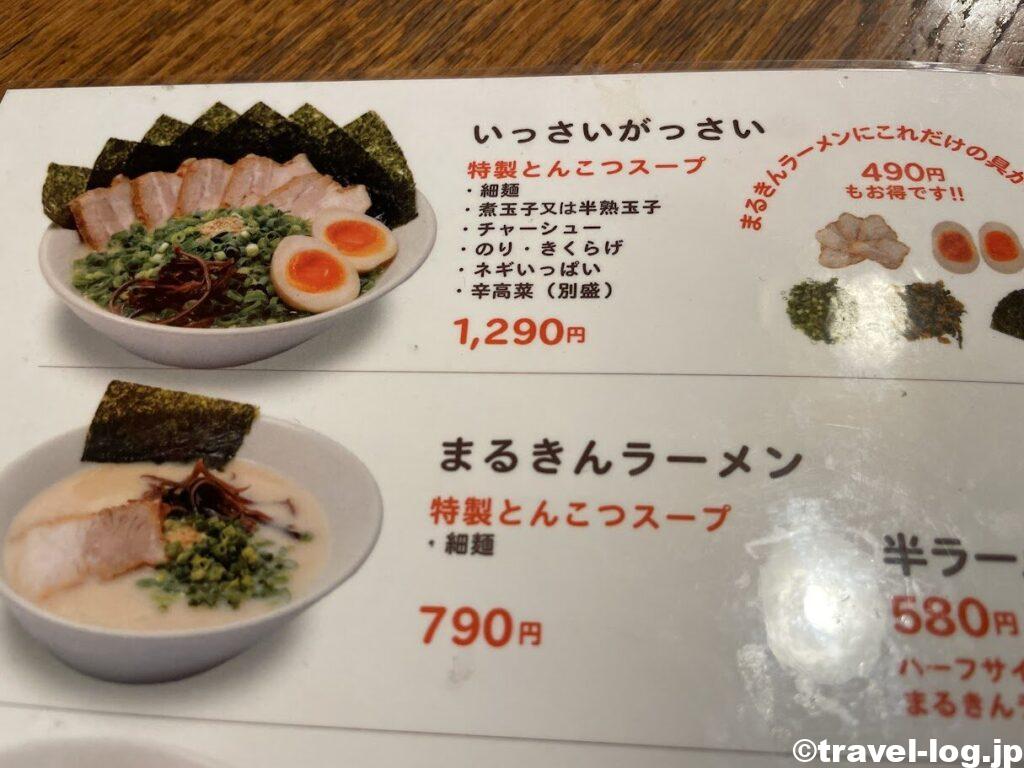 いっさいがっさい
特製とんこつスープ
・細麺
・煮玉子又は半熟玉子
・チャーシュー
・のり・きくらげ
・ネギいっぱい
・辛高菜（別盛）
1,290円
まるきんラーメンにこれだけの具が
490円
もお得です!!
まるきんラーメン
特製とんこつスープ
・細麺
790円
半ラー
580円
ハーフサイ
まるきん
©travel-log.jp